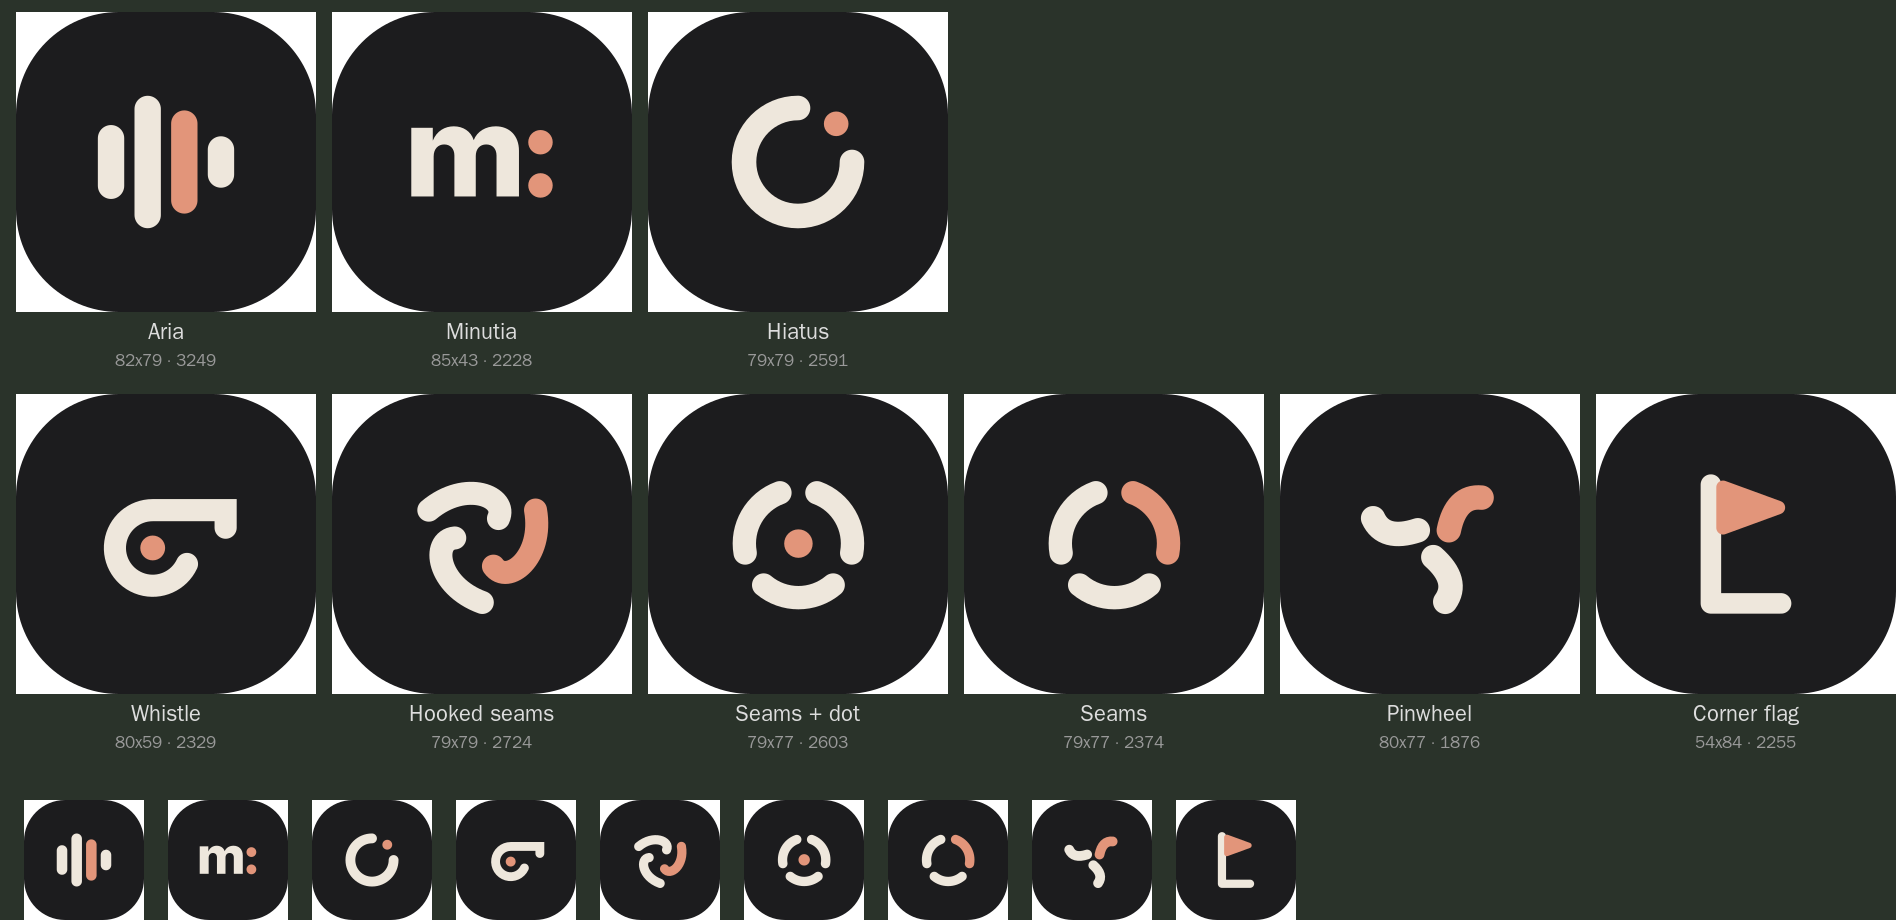 m:
Aria
Minutia
Hiatus
82x79 · 3249
85x43 · 2228
79x79 · 2591
Whistle
Hooked seams
Seams + dot
Seams
Pinwheel
Corner flag
80x59 · 2329
79x79 · 2724
79x77 · 2603
79x77 · 2374
80x77 · 1876
54x84 · 2255
m: